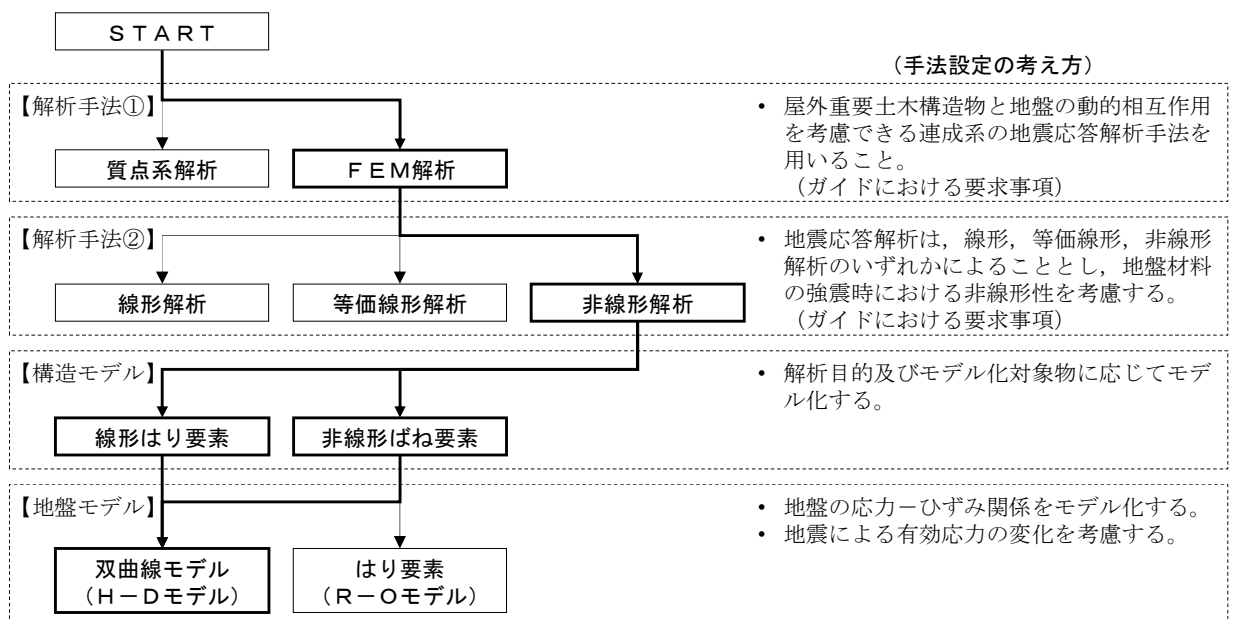 ＳＴＡＲＴ
（手法設定の考え方）
【解析手法①】
質点系解析
ＦＥＭ解析
• 屋外重要土木構造物と地盤の動的相互作用
を考慮できる連成系の地震応答解析手法を
用いること。
（ガイドにおける要求事項）
【解析手法②】
線形解析
等価線形解析
非線形解析
• 地震応答解析は，線形，等価線形，非線形
解析のいずれかによることとし，地盤材料
の強震時における非線形性を考慮する。
（ガイドにおける要求事項）
【構造モデル】
線形はり要素
非線形ばね要素
• 解析目的及びモデル化対象物に応じてモデ
ル化する。
【地盤モデル】
双曲線モデル
（Ｈ－Ｄモデル）
はり要素
（Ｒ－Ｏモデル）
• 地盤の応力－ひずみ関係をモデル化する。
• 地震による有効応力の変化を考慮する。